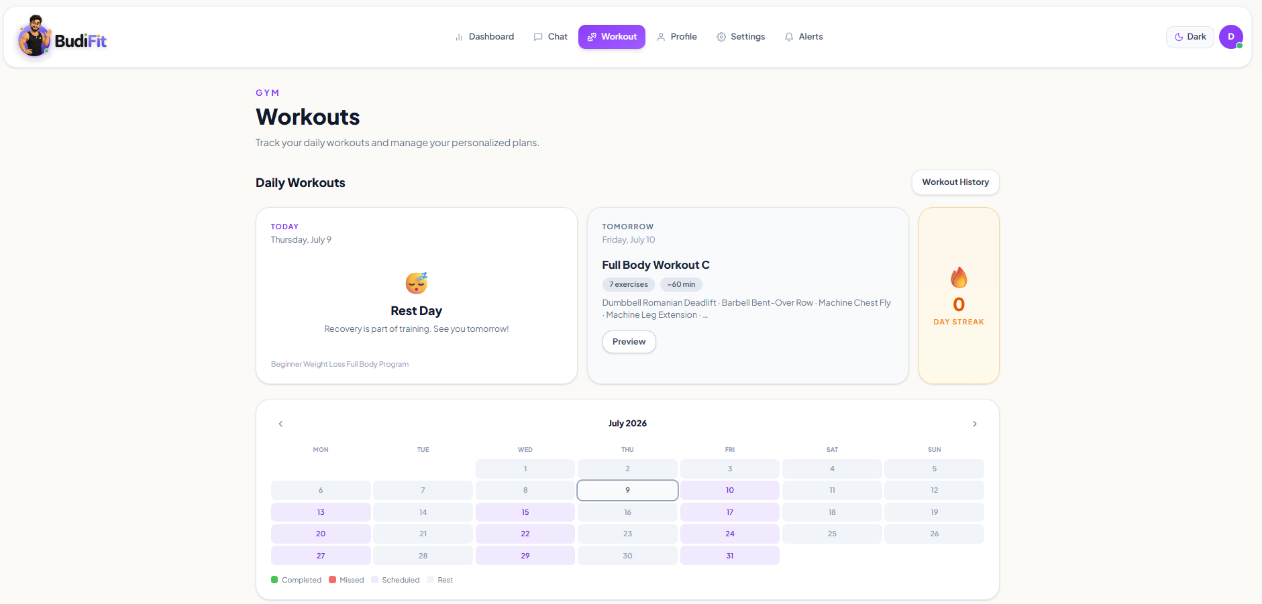 BudiFit
Dashboard
Chat
Workout
Profile
Settings
Alerts
Dark
D
GYM
Workouts
Track your daily workouts and manage your personalized plans.
Daily Workouts
Workout History
TODAY
Thursday, July 9
Rest Day
Recovery is part of training. See you tomorrow!
Beginner Weight Loss Full Body Program
TOMORROW
Friday, July 10
Full Body Workout C
7 exercises
~60 min
Dumbbell Romanian Deadlift · Barbell Bent-Over Row · Machine Chest Fly
· Machine Leg Extension · ...
Preview
0
DAY STREAK
‹ July 2026 ›
MON TUE WED THU FRI SAT SUN
1 2 3 4 5
6 7 8 9 10 11 12
13 14 15 16 17 18 19
20 21 22 23 24 25 26
27 28 29 30 31
Completed Missed Scheduled Rest